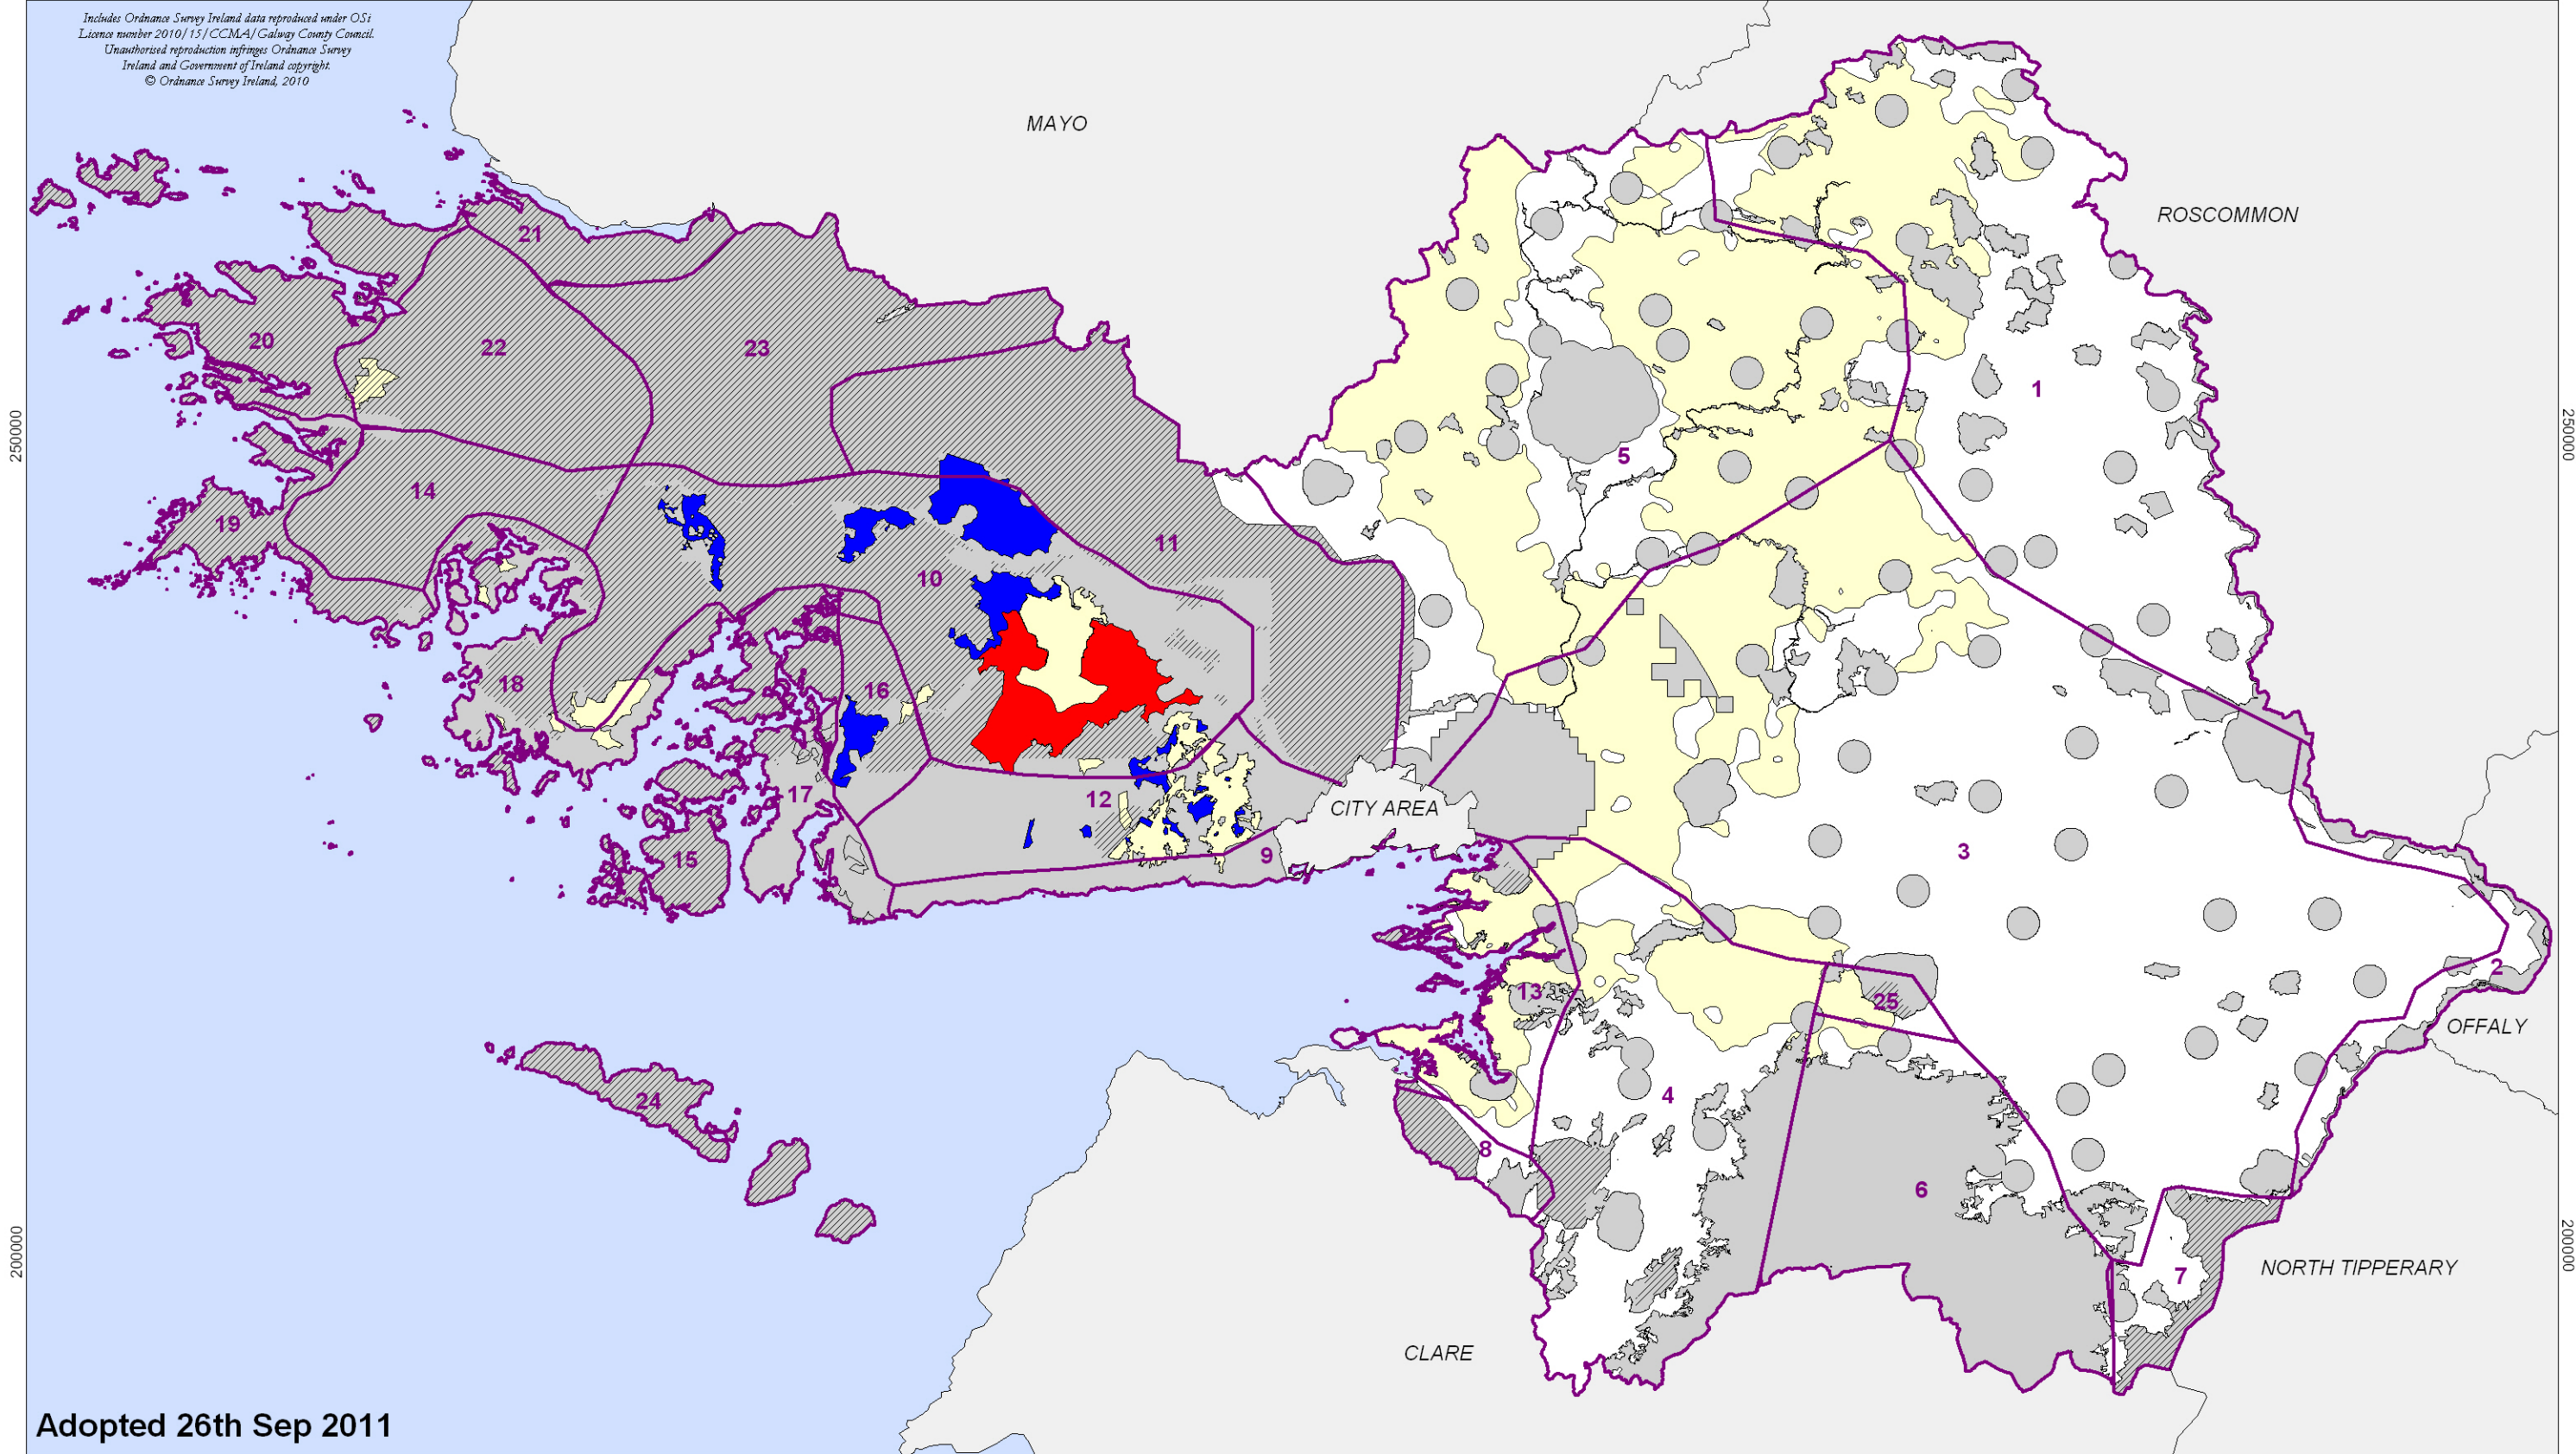 Includes Ordnance Survey Ireland data reproduced under OSi
Licence number 2010/15/CCMA/Galway County Council.
Unauthorised reproduction infringes Ordnance Survey
Ireland and Government of Ireland copyright.
© Ordnance Survey Ireland, 2010
MAYO
ROSCOMMON
21
20
22
23
1
250000
250000
5
14
19
11
10
18
16
17
12
CITY AREA
15
9
3
2
13
25
OFFALY
24
4
8
6
200000
200000
NORTH TIPPERARY
7
CLARE
Adopted 26th Sep 2011